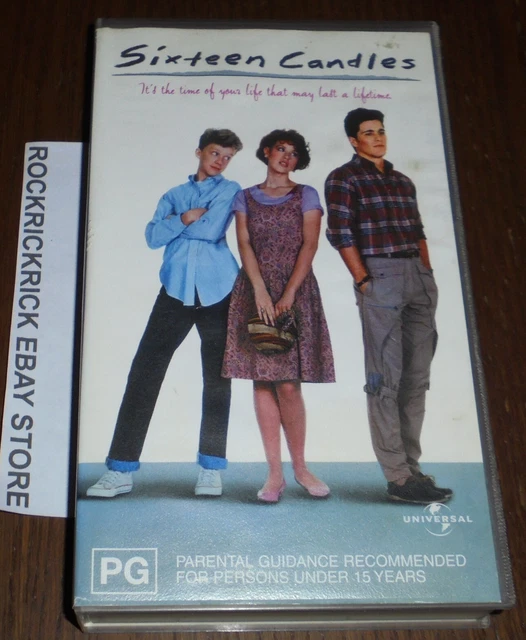 Sixteen Candles
It's the time of your life that may last a lifetime.
ROCKRICKRICK EBAY STORE
UNIVERSAL
PG
PARENTAL GUIDANCE RECOMMENDED
FOR PERSONS UNDER 15 YEARS